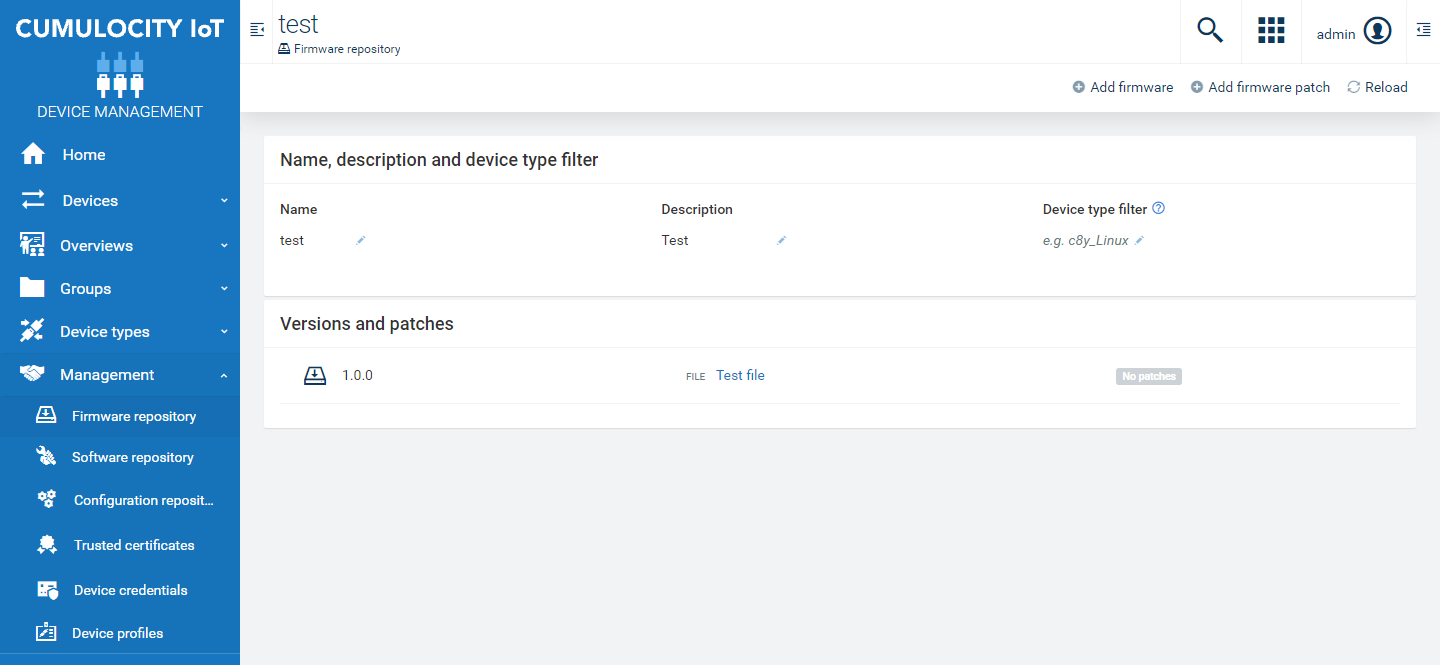 CUMULOCITY IoT
DEVICE MANAGEMENT
Home
Devices
Overviews
Groups
Device types
Management
Firmware repository
Software repository
Configuration reposit...
Trusted certificates
Device credentials
Device profiles
test
Firmware repository
admin
Add firmware
Add firmware patch
Reload
Name, description and device type filter
Name
Description
Device type filter
test
Test
e.g. c8y_Linux
Versions and patches
1.0.0
FILE Test file
No patches